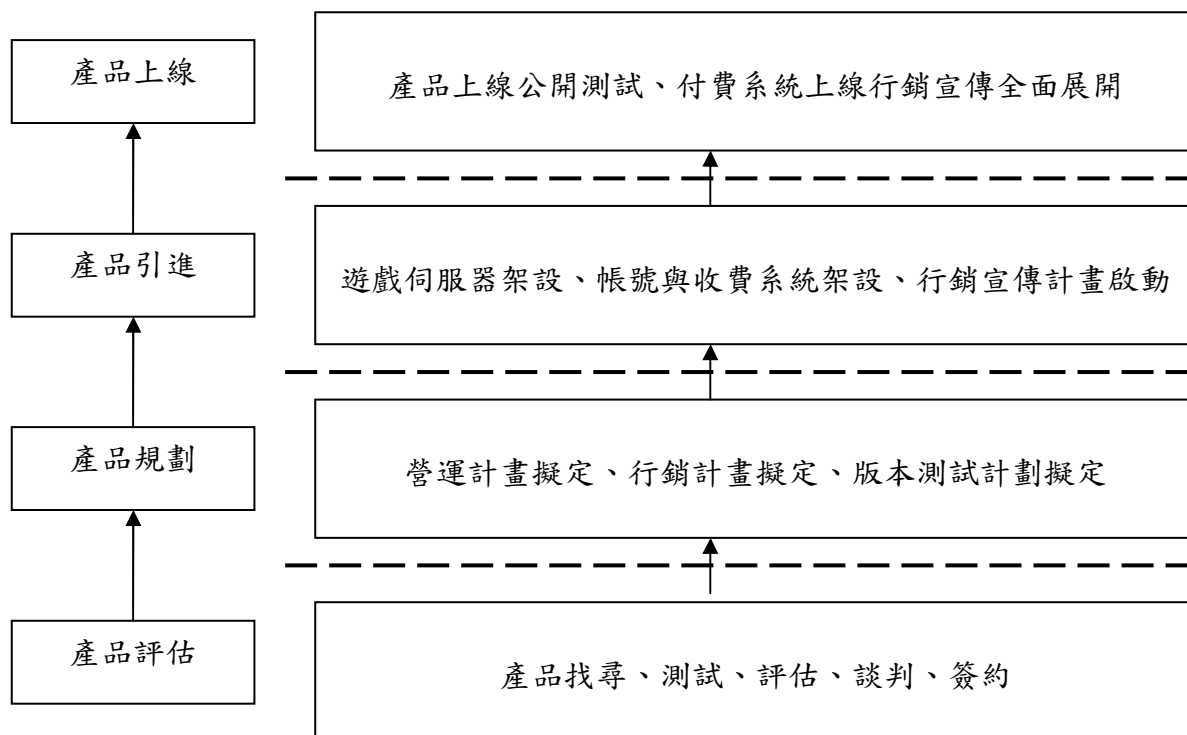 產品上線
產品上線公開測試、付費系統上線行銷宣傳全面展開
產品引進
遊戲伺服器架設、帳號與收費系統架設、行銷宣傳計畫啟動
產品規劃
營運計畫擬定、行銷計畫擬定、版本測試計劃擬定
產品評估
產品找尋、測試、評估、談判、簽約